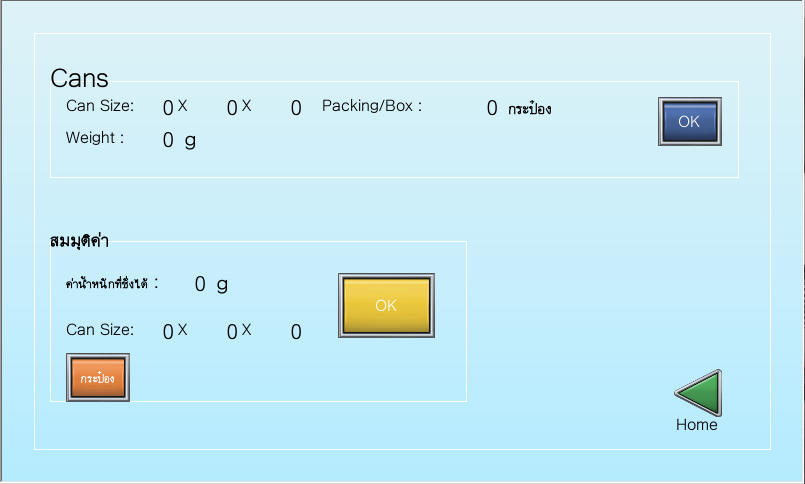 Cans
Can Size: 0 X 0 X 0 Packing/Box : 0 กระป๋อง
OK
Weight : 0 g
สมมุติค่า
ค่าน้ำหนักที่ชั่งได้ : 0 g
OK
Can Size: 0 X 0 X 0
กระป๋อง
Home